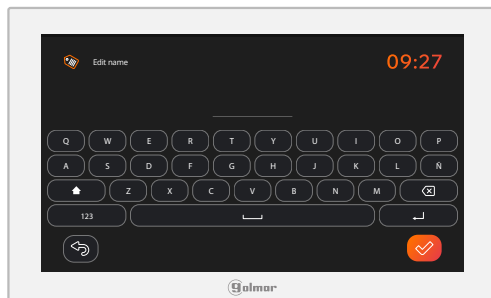 Edit name
09:27
Q W E R T Y U I O P
A S D F G H J K L Ñ
Z X C V B N M
123
golmar